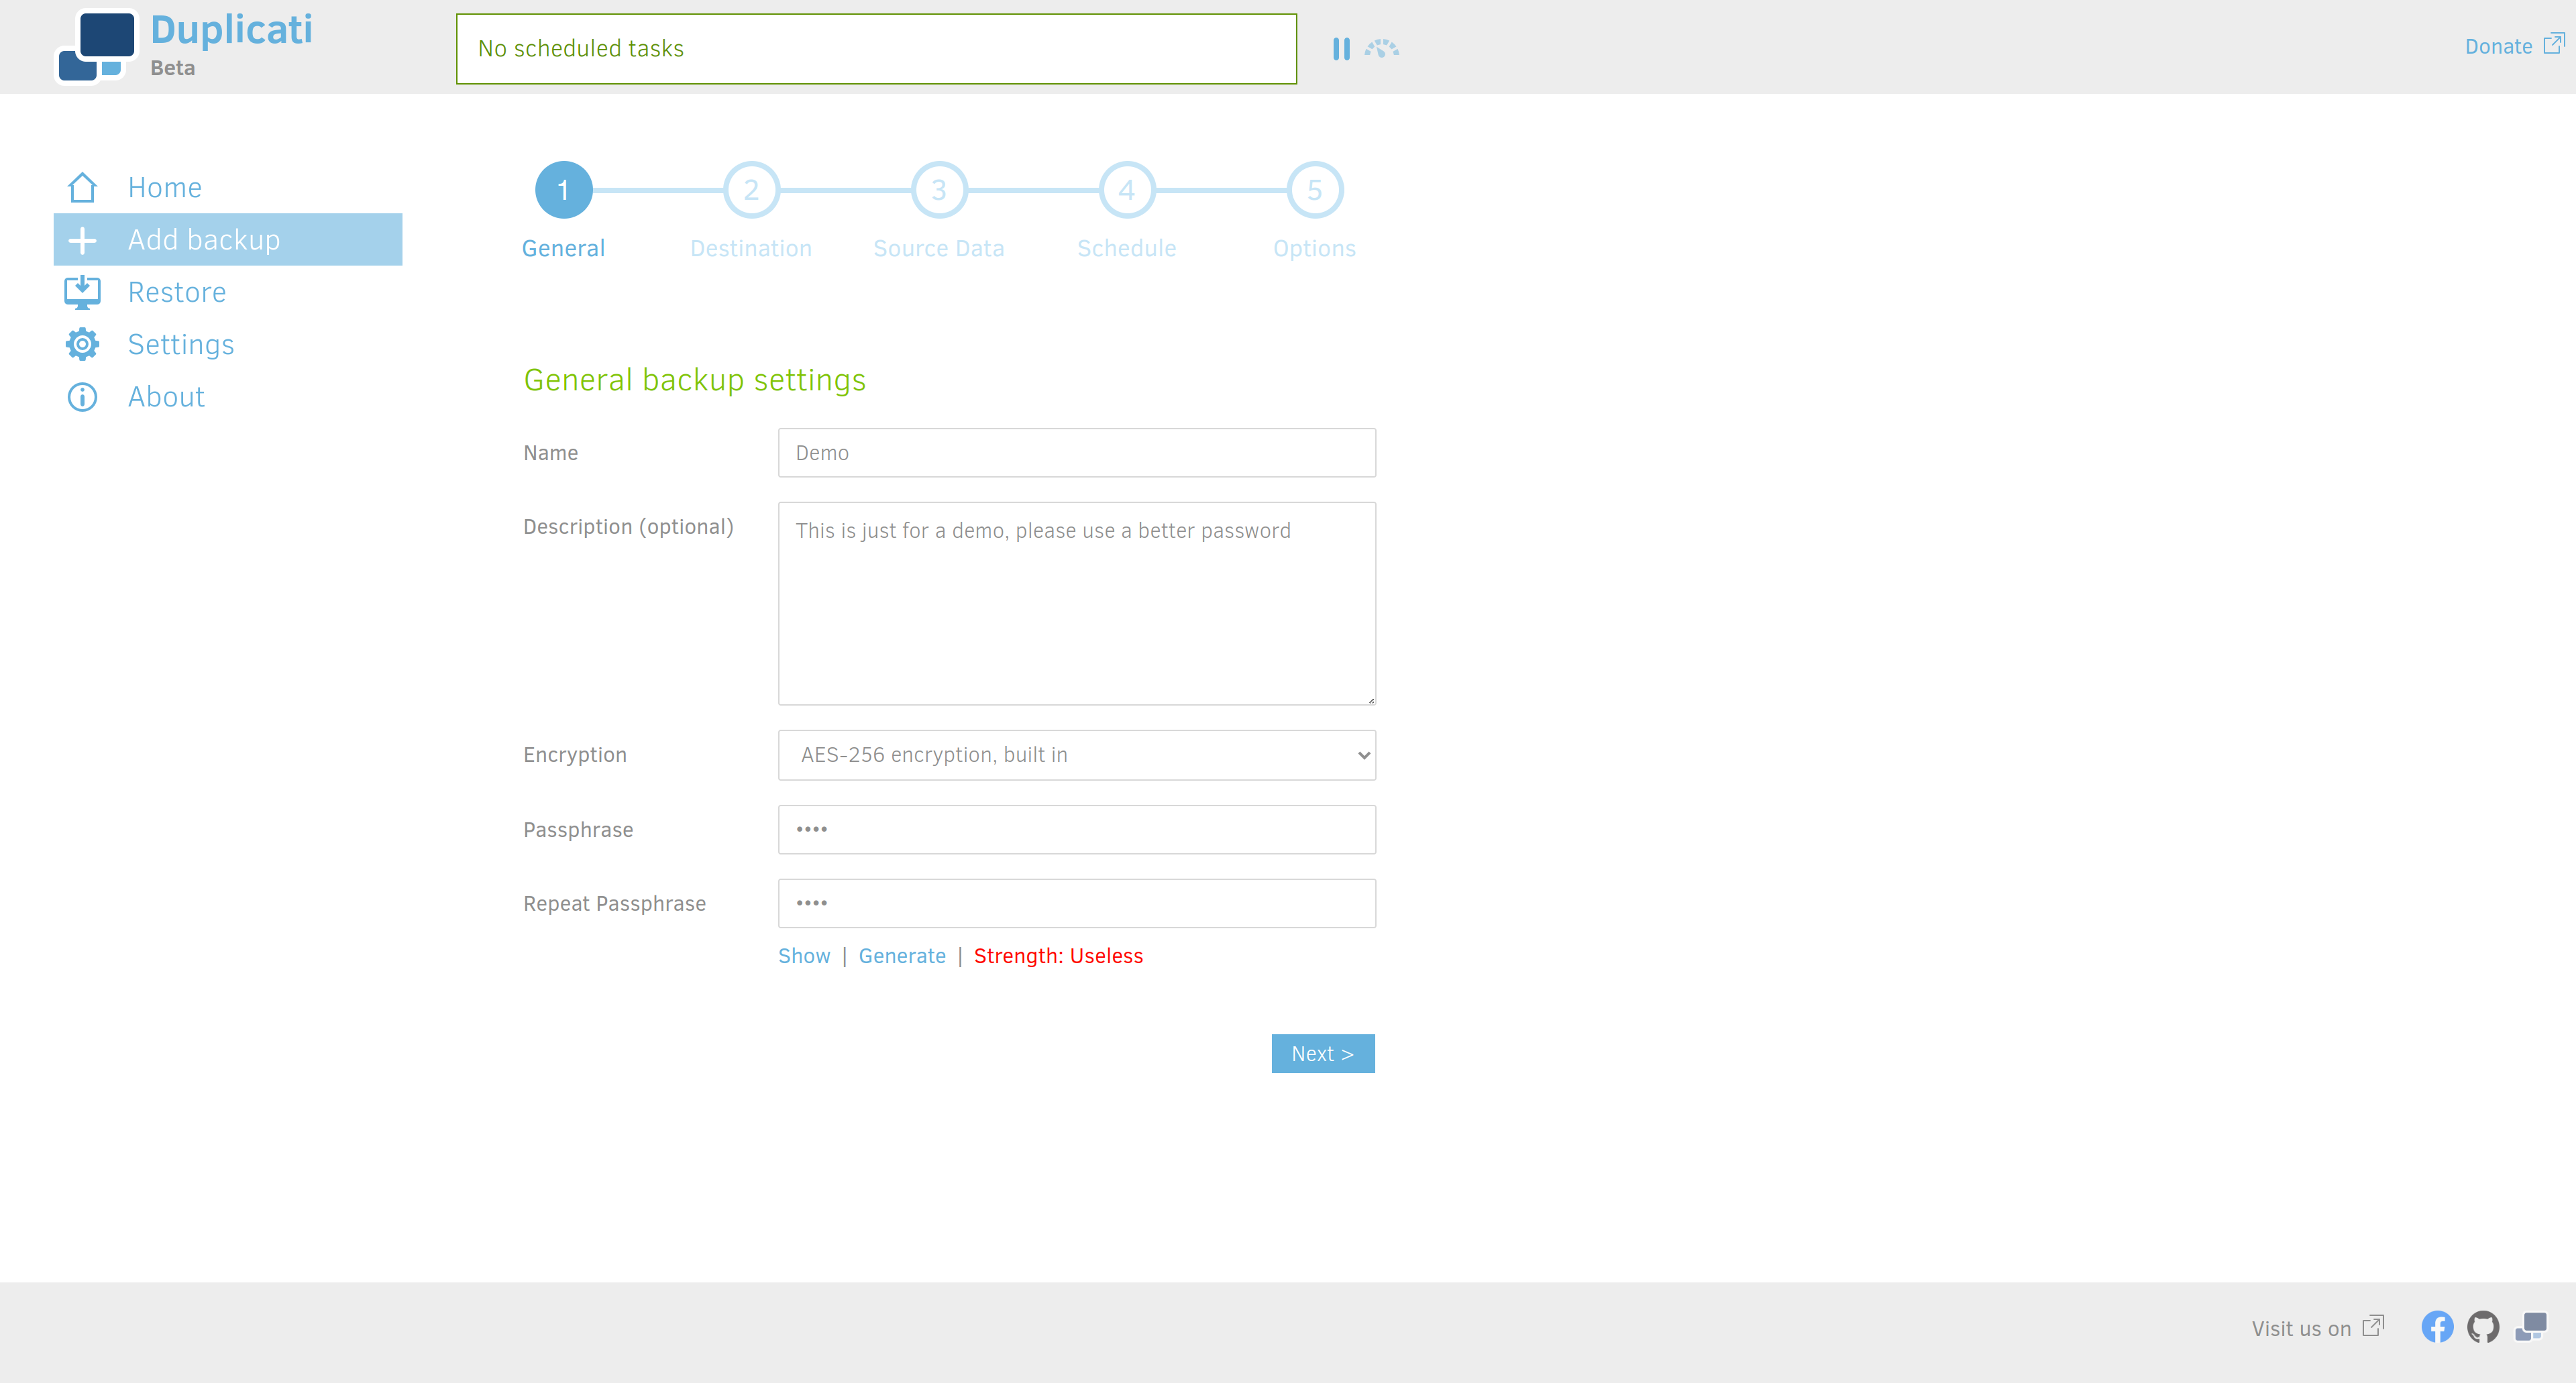 Duplicati
Beta
No scheduled tasks
Donate
Home
Add backup
Restore
Settings
About
1
2
3
4
5
General
Destination
Source Data
Schedule
Options
General backup settings
Name
Demo
Description (optional)
This is just for a demo, please use a better password
Encryption
AES-256 encryption, built in
Passphrase
••••
Repeat Passphrase
••••
Show | Generate | Strength: Useless
Next >
Visit us on